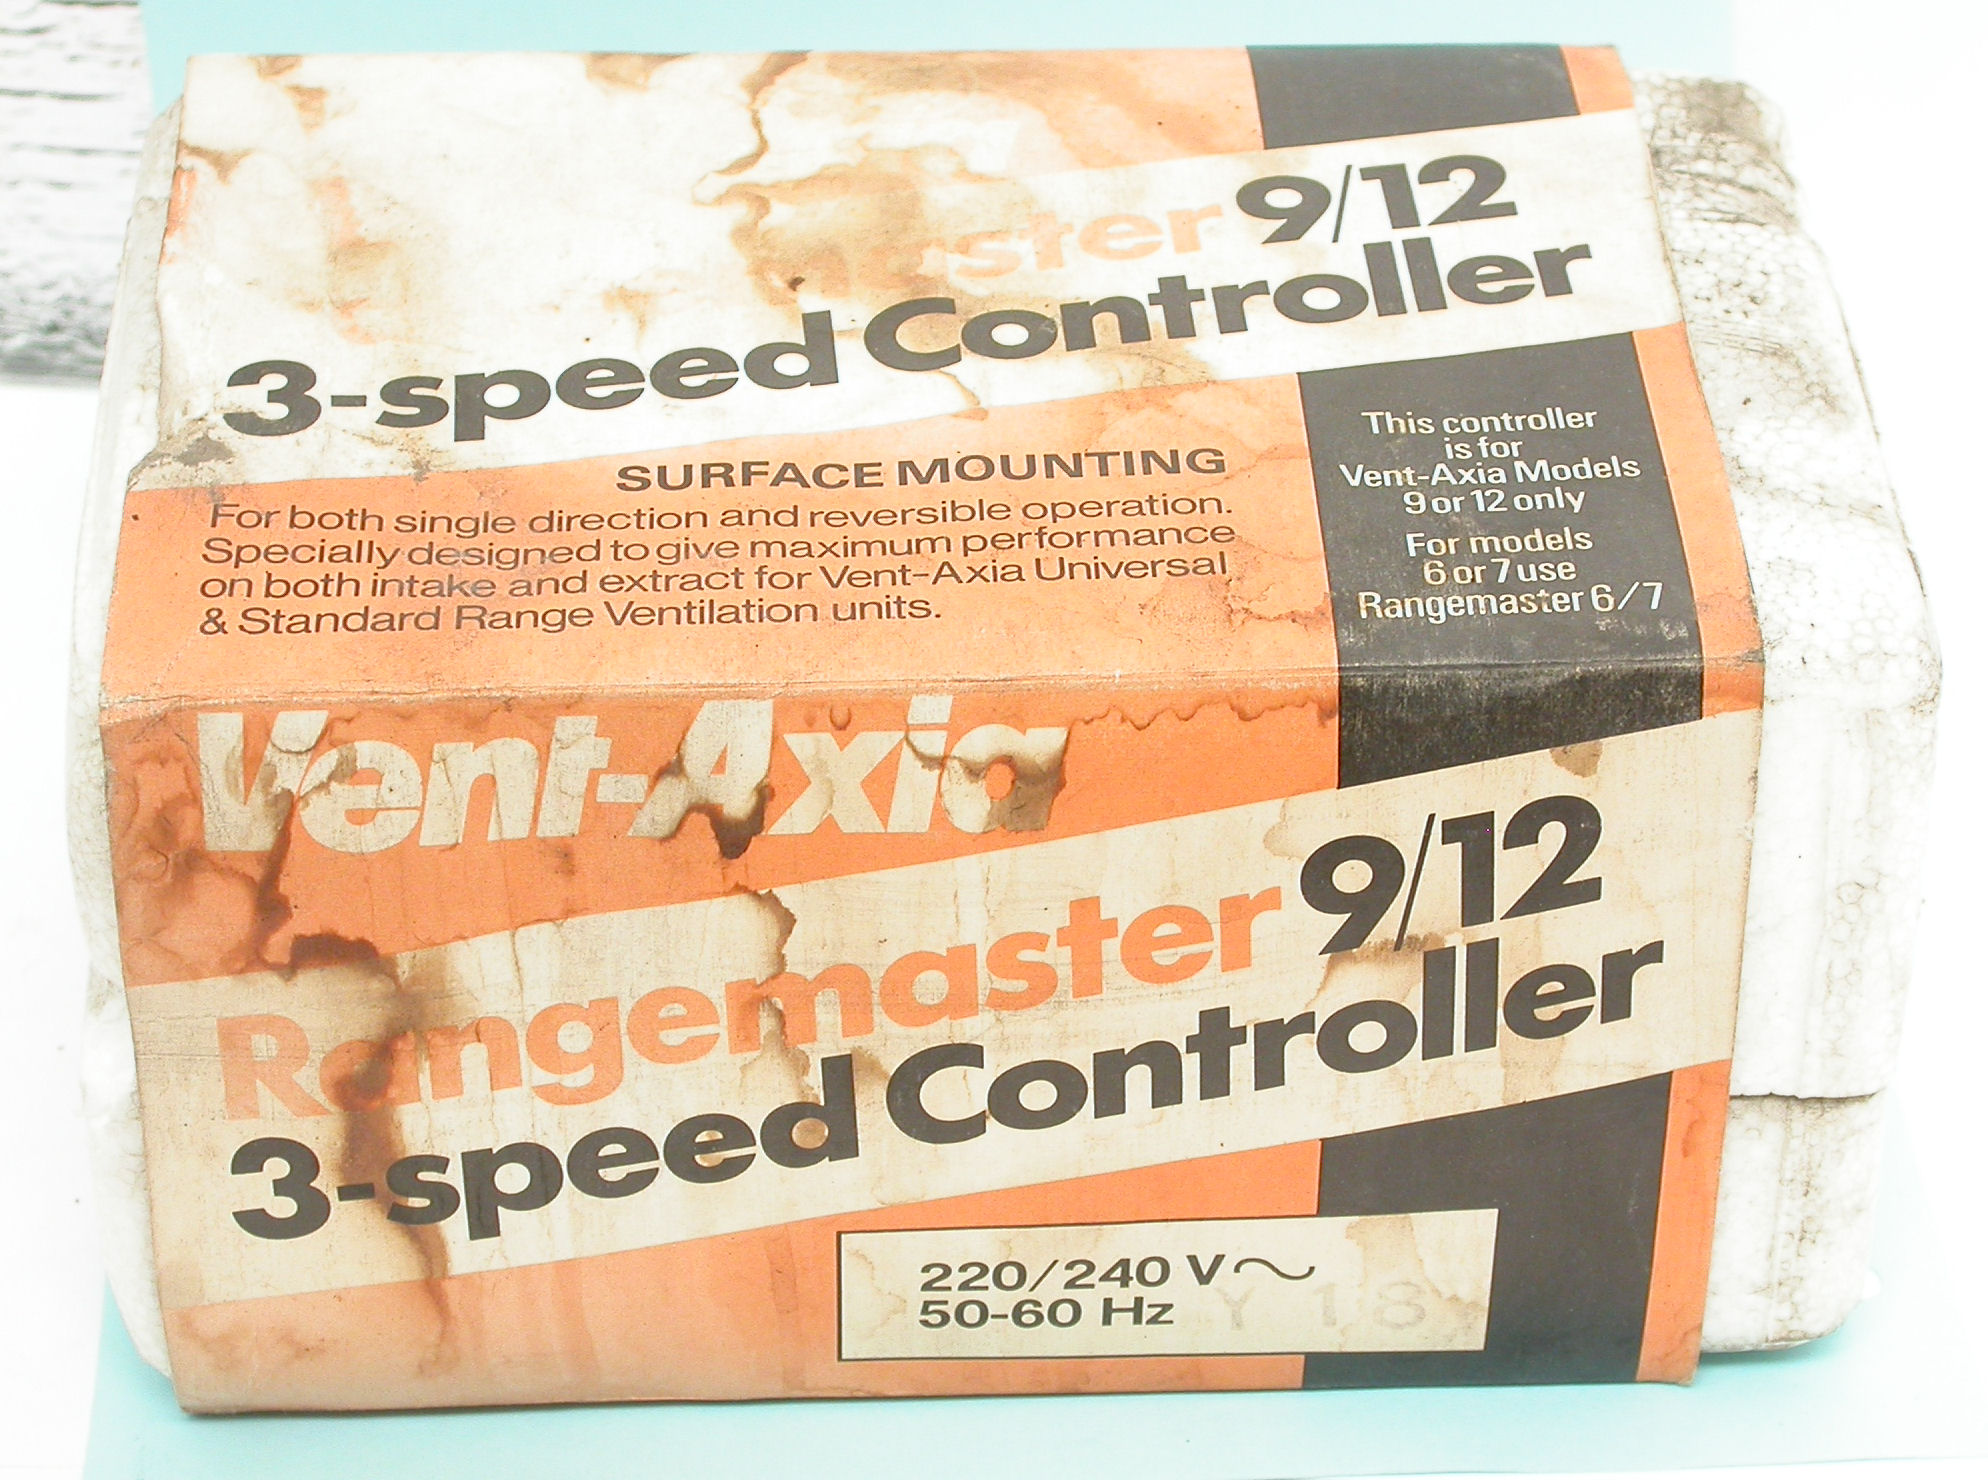 master 9/12
3-speed Controller
SURFACE MOUNTING
For both single direction and reversible operation.
Specially designed to give maximum performance
on both intake and extract for Vent-Axia Universal
& Standard Range Ventilation units.
This controller
is for
Vent-Axia Models
9 or 12 only
For models
6 or 7 use
Rangemaster 6/7
Vent-Axia
Rangemaster 9/12
3-speed Controller
220/240 V～
50-60 Hz
Y 18